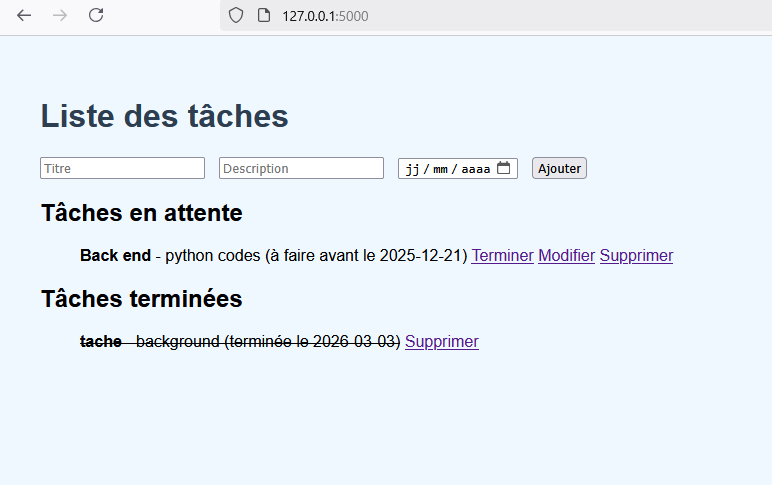 127.0.0.1:5000
Liste des tâches
Titre Description jj/mm/aaaa Ajouter
Tâches en attente
Back end - python codes (à faire avant le 2025-12-21) Terminer Modifier Supprimer
Tâches terminées
tache - background (terminée le 2026-03-03) Supprimer